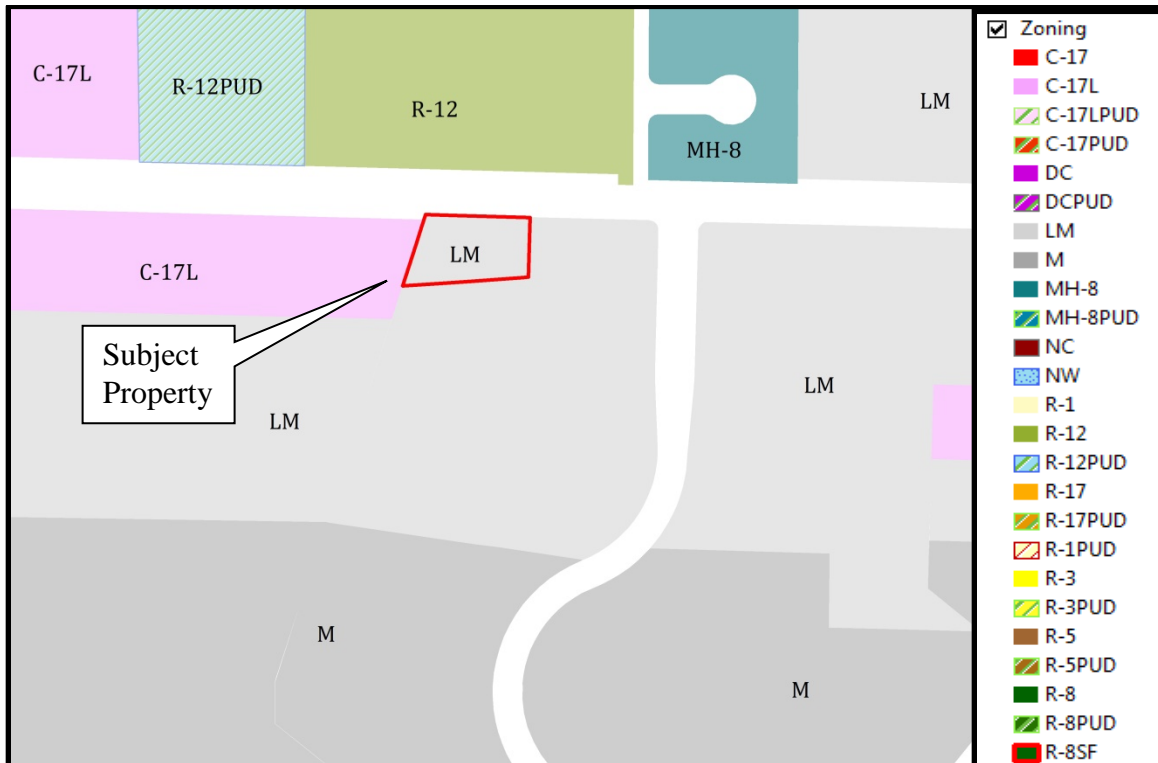 C-17L
R-12PUD
R-12
MH-8
LM
LM
C-17L
Subject
Property
LM
LM
M
M
Zoning
C-17
C-17L
C-17LPUD
C-17PUD
DC
DCPUD
LM
M
MH-8
MH-8PUD
NC
NW
R-1
R-12
R-12PUD
R-17
R-17PUD
R-1PUD
R-3
R-3PUD
R-5
R-5PUD
R-8
R-8PUD
R-8SF